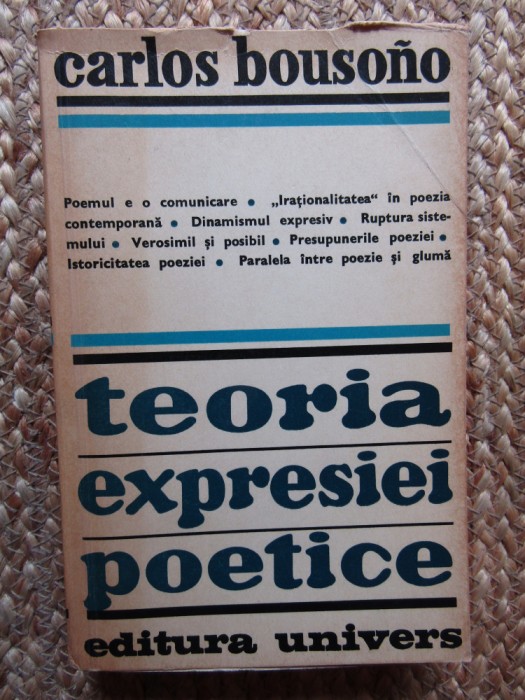 carlos bousoño
Poemul e o comunicare • „Iraționalitatea“ în poezia
contemporană • Dinamismul expresiv • Ruptura siste-
mului • Verosimil și posibil • Presupunerile poeziei •
Istoricitatea poeziei • Paralela între poezie și glumă
teoria
expresiei
poetice
editura univers